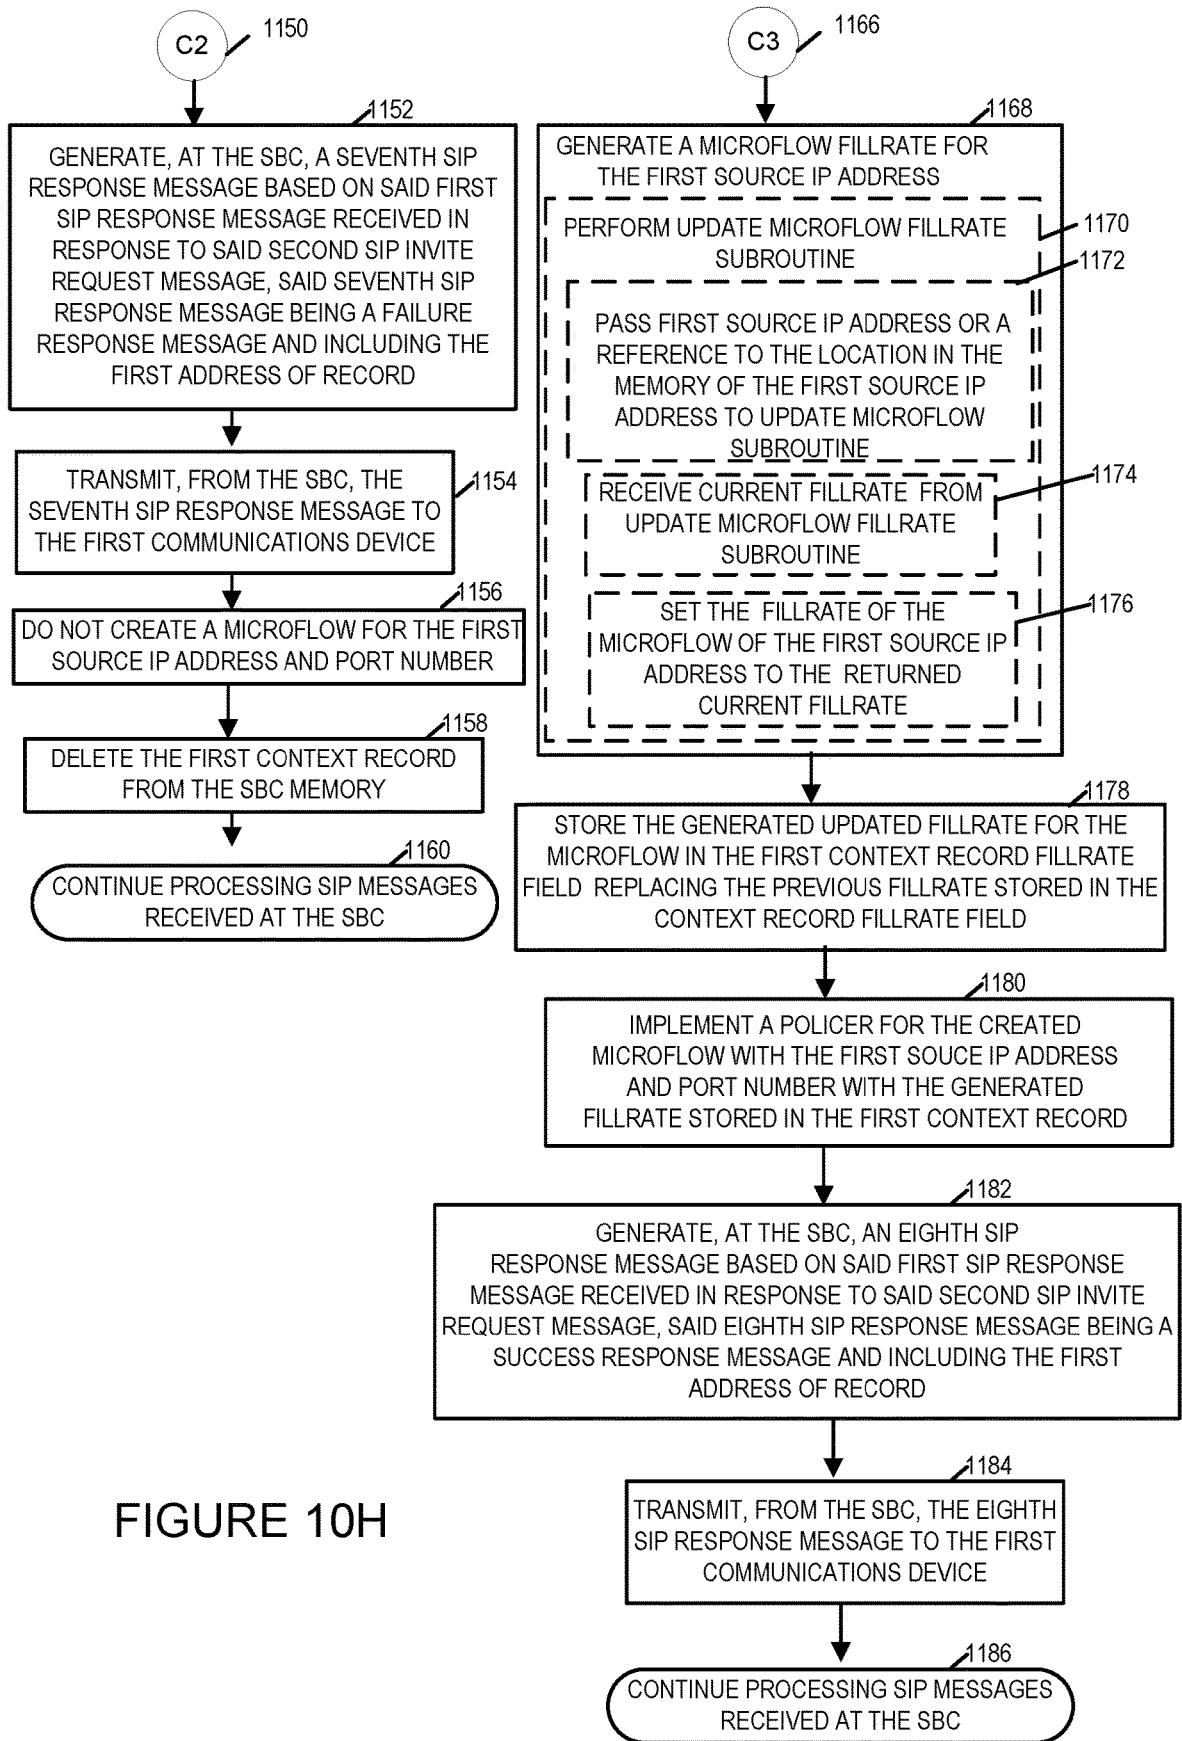 C2
1150
1152
GENERATE, AT THE SBC, A SEVENTH SIP
RESPONSE MESSAGE BASED ON SAID FIRST
SIP RESPONSE MESSAGE RECEIVED IN
RESPONSE TO SAID SECOND SIP INVITE
REQUEST MESSAGE, SAID SEVENTH SIP
RESPONSE MESSAGE BEING A FAILURE
RESPONSE MESSAGE AND INCLUDING THE
FIRST ADDRESS OF RECORD
1154
TRANSMIT, FROM THE SBC, THE
SEVENTH SIP RESPONSE MESSAGE TO
THE FIRST COMMUNICATIONS DEVICE
1156
DO NOT CREATE A MICROFLOW FOR THE FIRST
SOURCE IP ADDRESS AND PORT NUMBER
1158
DELETE THE FIRST CONTEXT RECORD
FROM THE SBC MEMORY
1160
CONTINUE PROCESSING SIP MESSAGES
RECEIVED AT THE SBC
C3
1166
1168
GENERATE A MICROFLOW FILLRATE FOR
THE FIRST SOURCE IP ADDRESS
1170
PERFORM UPDATE MICROFLOW FILLRATE
SUBROUTINE
1172
PASS FIRST SOURCE IP ADDRESS OR A
REFERENCE TO THE LOCATION IN THE
MEMORY OF THE FIRST SOURCE IP
ADDRESS TO UPDATE MICROFLOW
SUBROUTINE
1174
RECEIVE CURRENT FILLRATE FROM
UPDATE MICROFLOW FILLRATE
SUBROUTINE
1176
SET THE FILLRATE OF THE
MICROFLOW OF THE FIRST SOURCE IP
ADDRESS TO THE RETURNED
CURRENT FILLRATE
1178
STORE THE GENERATED UPDATED FILLRATE FOR THE
MICROFLOW IN THE FIRST CONTEXT RECORD FILLRATE
FIELD REPLACING THE PREVIOUS FILLRATE STORED IN THE
CONTEXT RECORD FILLRATE FIELD
1180
IMPLEMENT A POLICER FOR THE CREATED
MICROFLOW WITH THE FIRST SOUCE IP ADDRESS
AND PORT NUMBER WITH THE GENERATED
FILLRATE STORED IN THE FIRST CONTEXT RECORD
1182
GENERATE, AT THE SBC, AN EIGHTH SIP
RESPONSE MESSAGE BASED ON SAID FIRST SIP RESPONSE
MESSAGE RECEIVED IN RESPONSE TO SAID SECOND SIP INVITE
REQUEST MESSAGE, SAID EIGHTH SIP RESPONSE MESSAGE BEING A
SUCCESS RESPONSE MESSAGE AND INCLUDING THE FIRST
ADDRESS OF RECORD
1184
TRANSMIT, FROM THE SBC, THE EIGHTH
SIP RESPONSE MESSAGE TO THE FIRST
COMMUNICATIONS DEVICE
1186
CONTINUE PROCESSING SIP MESSAGES
RECEIVED AT THE SBC
FIGURE 10H